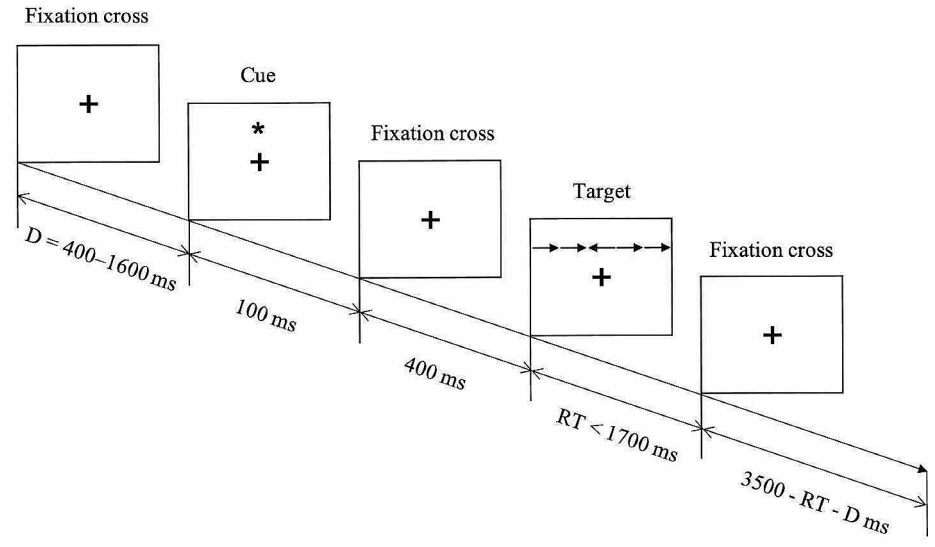 Fixation cross
+
Cue
*
+
Fixation cross
+
Target
+
Fixation cross
+
D = 400–1600 ms
100 ms
400 ms
RT < 1700 ms
3500 - RT - D ms